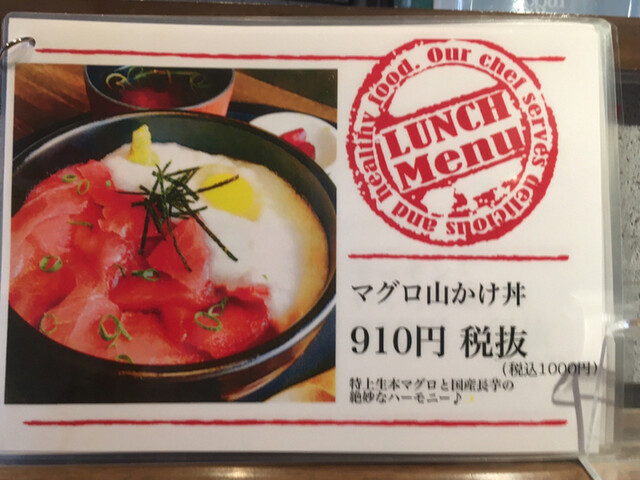 Our chef serves delicious and healthy food.
LUNCH
Menu
マグロ山かけ丼
910円 税抜
(税込1000円)
特上生本マグロと国産長芋の
絶妙なハーモニー♪